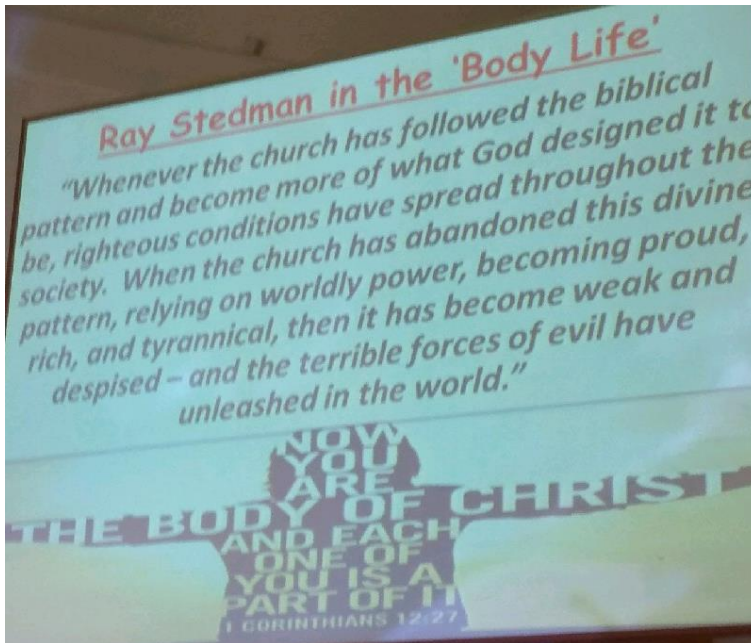 Ray Stedman in the 'Body Life'
"Whenever the church has followed the biblical
pattern and become more of what God designed it to
be, righteous conditions have spread throughout the
society. When the church has abandoned this divine
pattern, relying on worldly power, becoming proud,
rich, and tyrannical, then it has become weak and
despised – and the terrible forces of evil have
unleashed in the world."
NOW
YOU
ARE
THE BODY OF CHRIST
AND EACH
ONE OF
YOU IS A
PART OF IT
1 CORINTHIANS 12:27